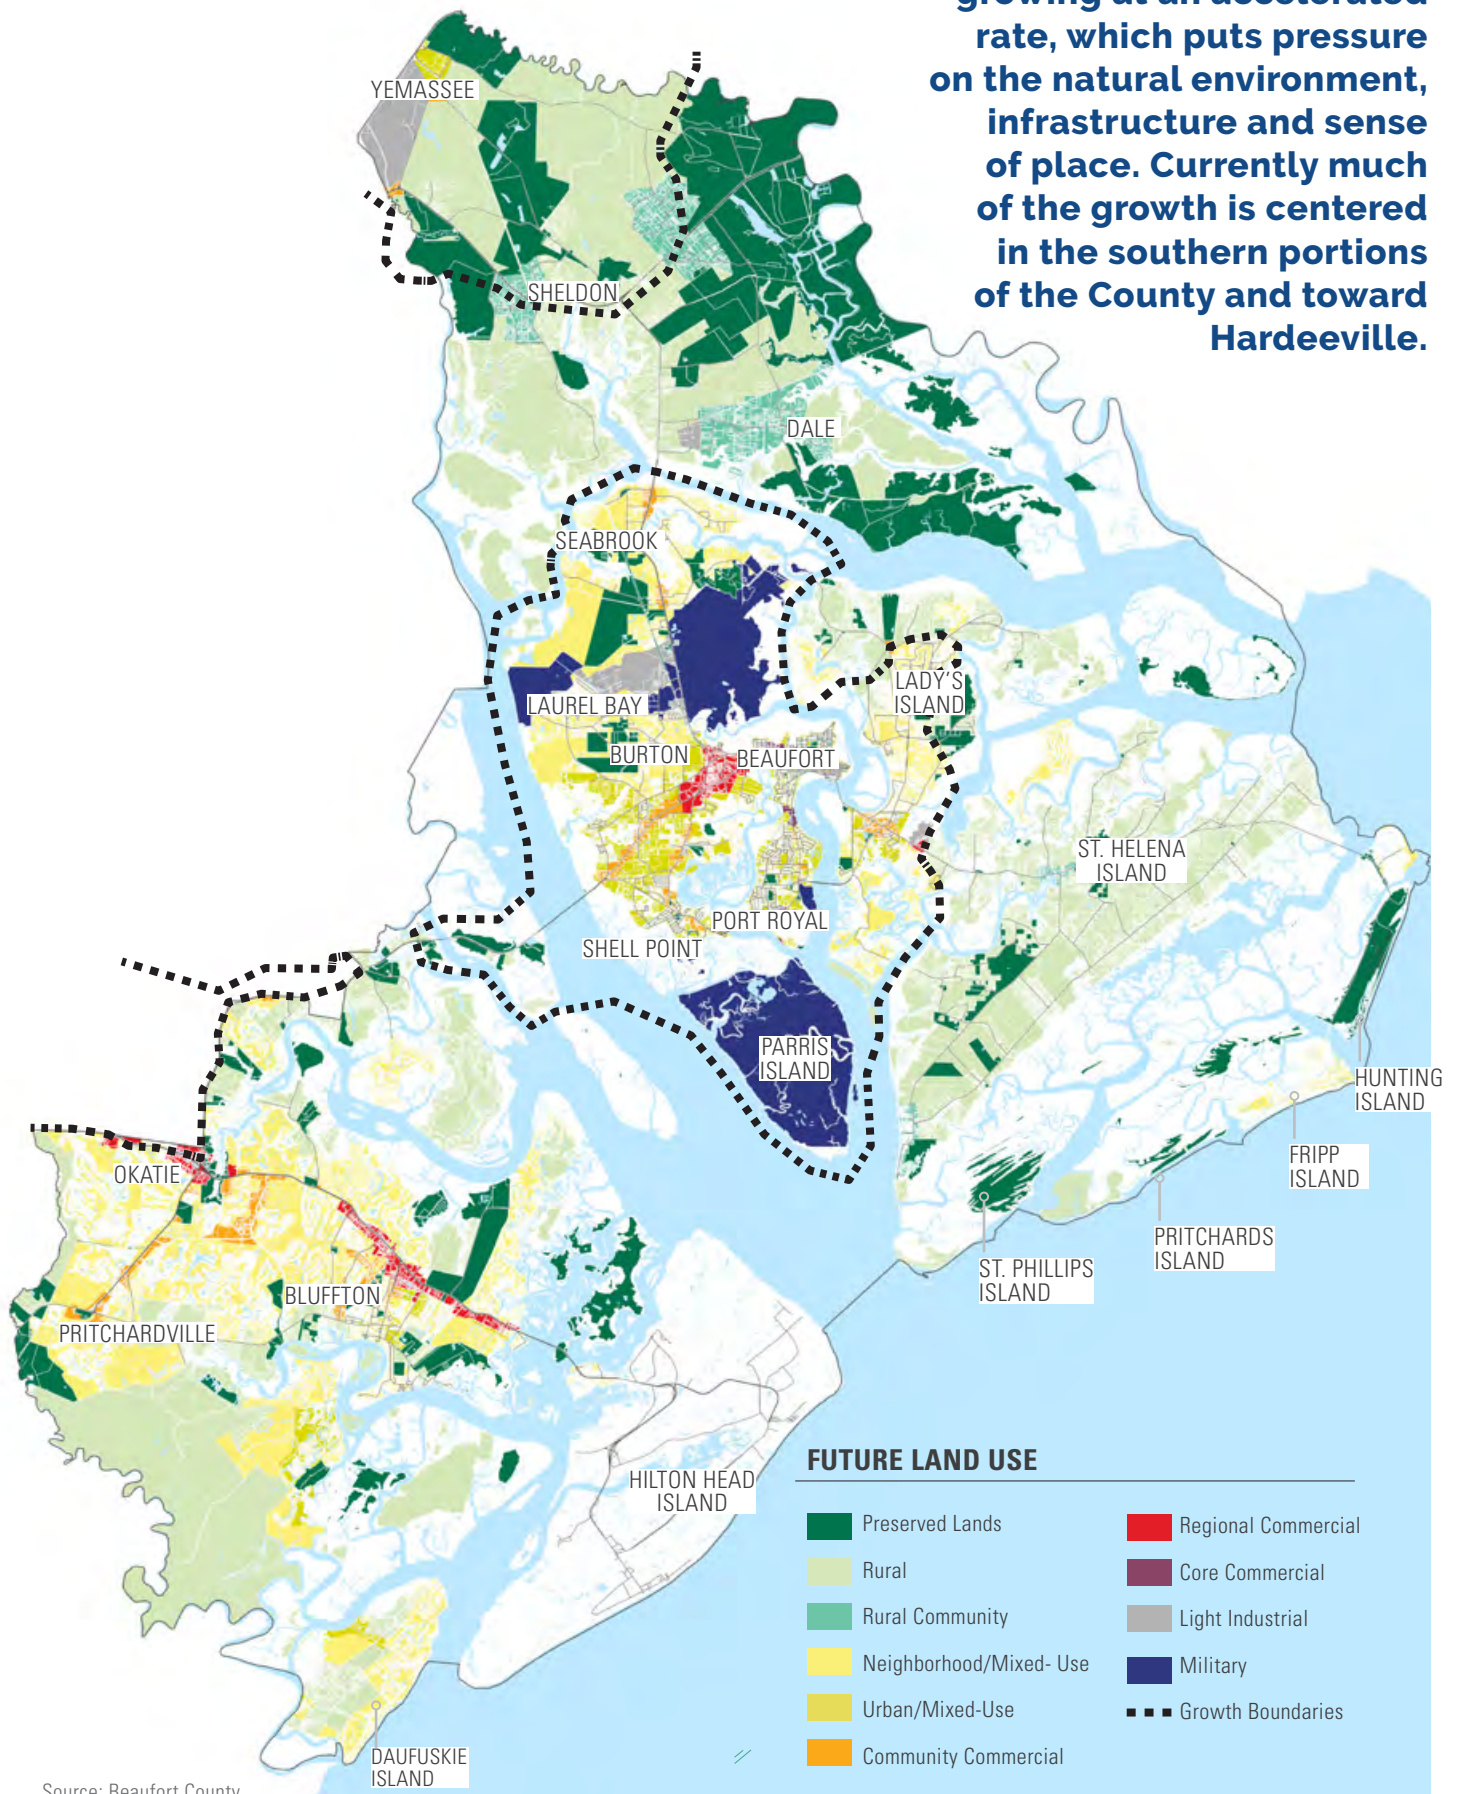 growing at an accelerated
rate, which puts pressure
on the natural environment,
infrastructure and sense
of place. Currently much
of the growth is centered
in the southern portions
of the County and toward
Hardeeville.
YEMASSEE
SHELDON
DALE
SEABROOK
LADY'S
ISLAND
LAUREL BAY
BURTON
BEAUFORT
ST. HELENA
ISLAND
PORT ROYAL
SHELL POINT
PARRIS
ISLAND
HUNTING
ISLAND
FRIPP
ISLAND
OKATIE
PRITCHARDS
ISLAND
ST. PHILLIPS
ISLAND
BLUFFTON
PRITCHARDVILLE
HILTON HEAD
ISLAND
DAUFUSKIE
ISLAND
FUTURE LAND USE
Preserved Lands
Rural
Rural Community
Neighborhood/Mixed- Use
Urban/Mixed-Use
Community Commercial
Regional Commercial
Core Commercial
Light Industrial
Military
Growth Boundaries
Source: Beaufort County